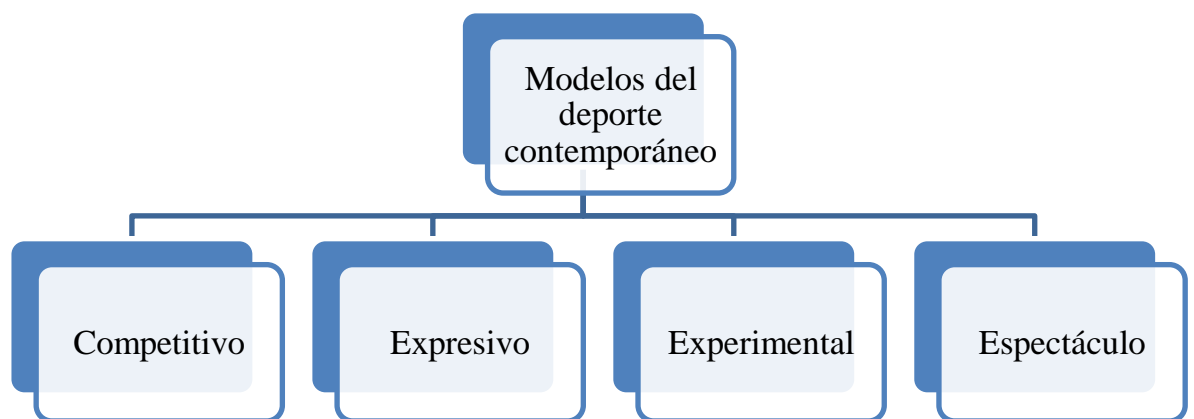 Modelos del
deporte
contemporáneo
Competitivo
Expresivo
Experimental
Espectáculo